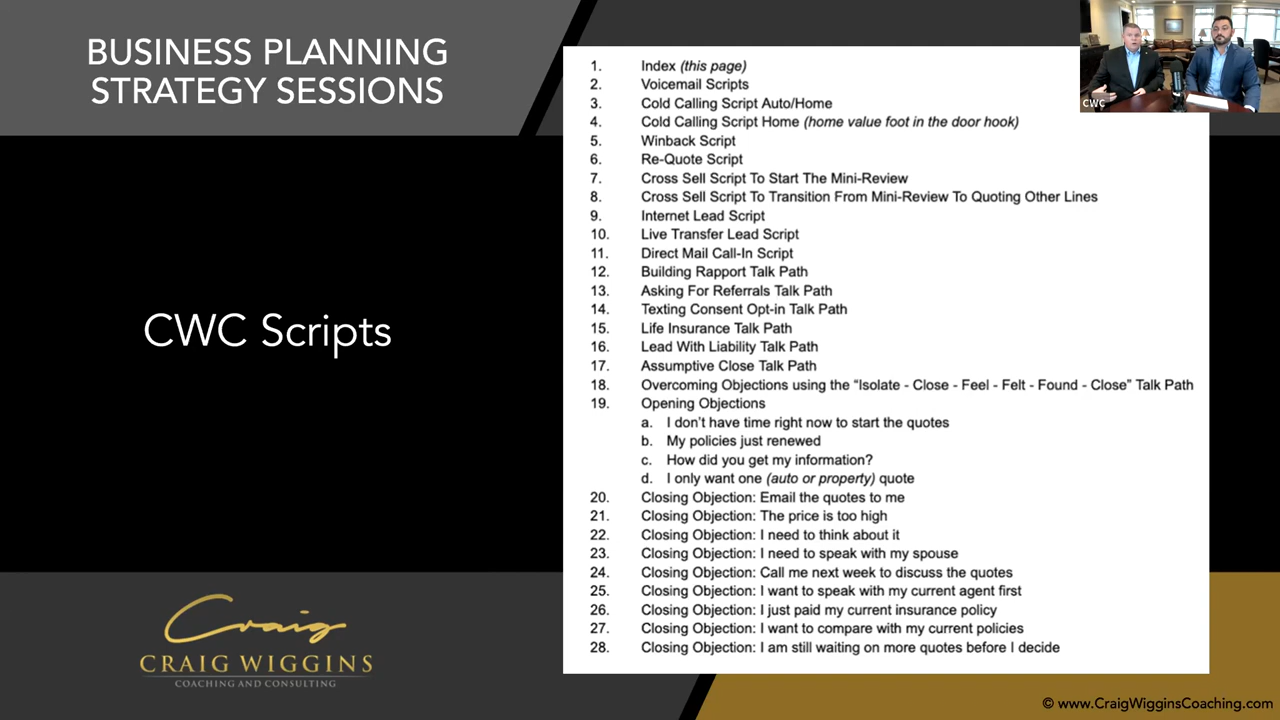 BUSINESS PLANNING
STRATEGY SESSIONS
CWC Scripts
Craig
CRAIG WIGGINS
COACHING AND CONSULTING
1. Index (this page)
2. Voicemail Scripts
3. Cold Calling Script Auto/Home
4. Cold Calling Script Home (home value foot in the door hook)
5. Winback Script
6. Re-Quote Script
7. Cross Sell Script To Start The Mini-Review
8. Cross Sell Script To Transition From Mini-Review To Quoting Other Lines
9. Internet Lead Script
10. Live Transfer Lead Script
11. Direct Mail Call-In Script
12. Building Rapport Talk Path
13. Asking For Referrals Talk Path
14. Texting Consent Opt-in Talk Path
15. Life Insurance Talk Path
16. Lead With Liability Talk Path
17. Assumptive Close Talk Path
18. Overcoming Objections using the “Isolate - Close - Feel - Felt - Found - Close” Talk Path
19. Opening Objections
a. I don’t have time right now to start the quotes
b. My policies just renewed
c. How did you get my information?
d. I only want one (auto or property) quote
20. Closing Objection: Email the quotes to me
21. Closing Objection: The price is too high
22. Closing Objection: I need to think about it
23. Closing Objection: I need to speak with my spouse
24. Closing Objection: Call me next week to discuss the quotes
25. Closing Objection: I want to speak with my current agent first
26. Closing Objection: I just paid my current insurance policy
27. Closing Objection: I want to compare with my current policies
28. Closing Objection: I am still waiting on more quotes before I decide
CWC
© www.CraigWigginsCoaching.com